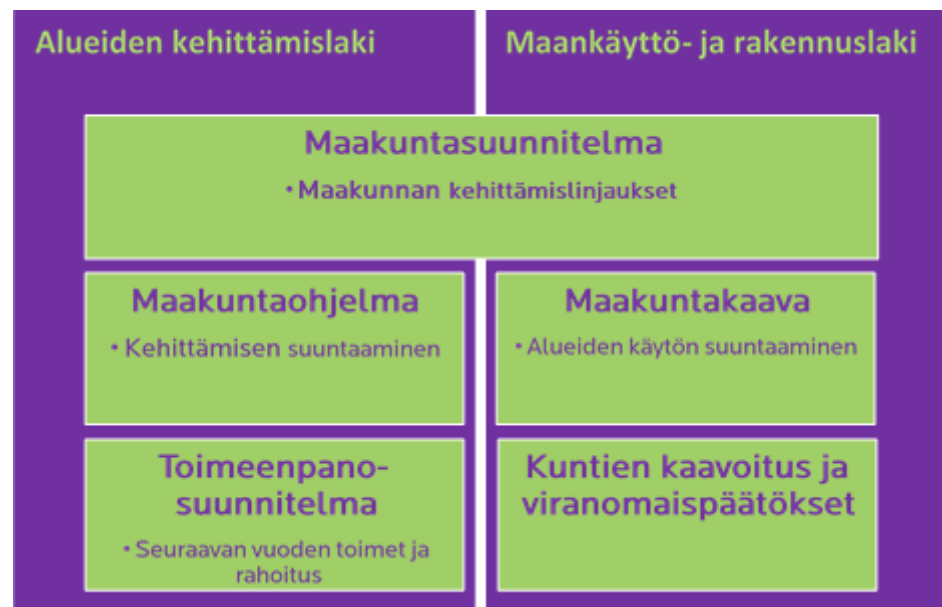 Alueiden kehittämislaki
Maankäyttö- ja rakennuslaki
Maakuntasuunnitelma
• Maakunnan kehittämislinjaukset
Maakuntaohjelma
• Kehittämisen suuntaaminen
Maakuntakaava
• Alueiden käytön suuntaaminen
Toimeenpano-
suunnitelma
• Seuraavan vuoden toimet ja
rahoitus
Kuntien kaavoitus ja
viranomaispäätökset